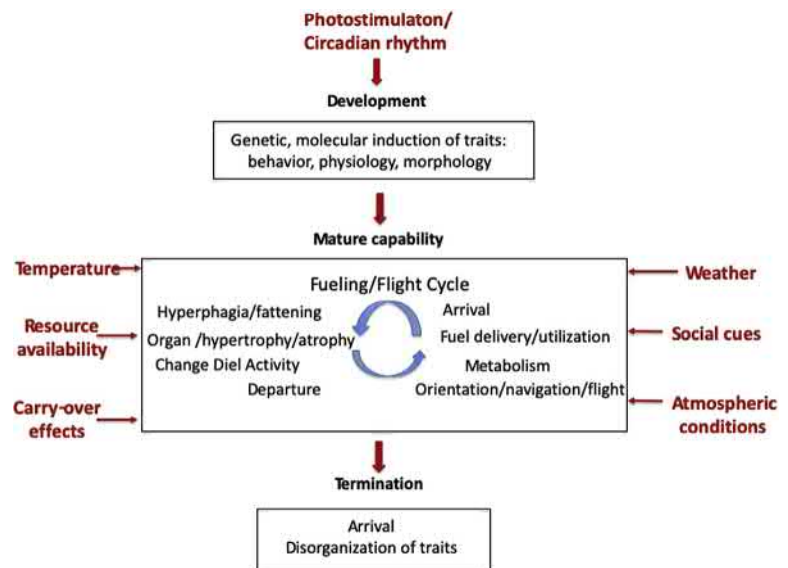 Photostimulaton/
Circadian rhythm
Development
Genetic, molecular induction of traits:
behavior, physiology, morphology
Mature capability
Temperature
Resource
availability
Carry-over
effects
Fueling/Flight Cycle
Hyperphagia/fattening
Organ /hypertrophy/atrophy
Change Diel Activity
Departure
Arrival
Fuel delivery/utilization
Metabolism
Orientation/navigation/flight
Weather
Social cues
Atmospheric
conditions
Termination
Arrival
Disorganization of traits